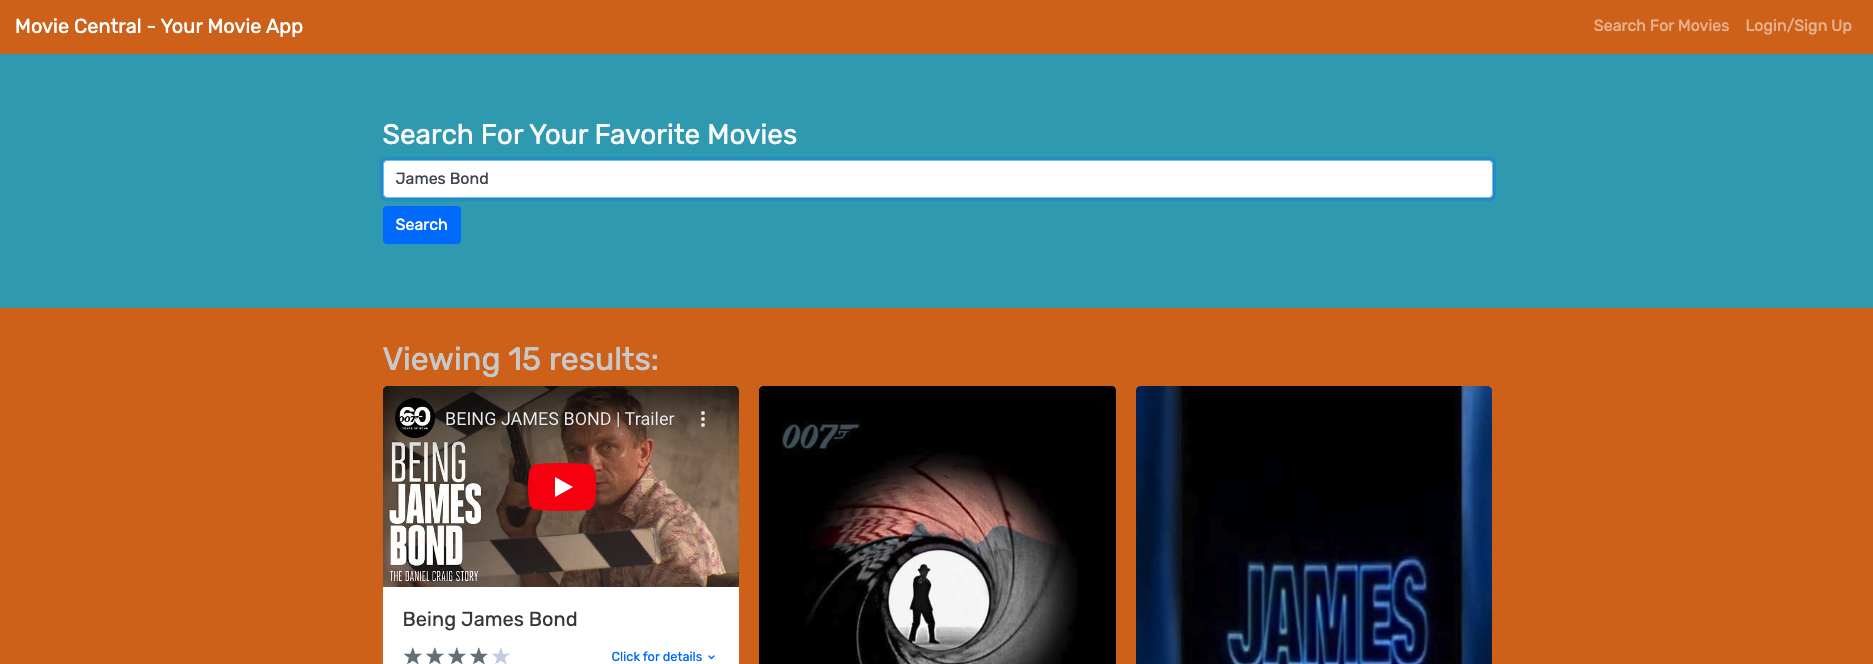 Movie Central - Your Movie App
Search For Movies
Login/Sign Up
Search For Your Favorite Movies
James Bond
Search
Viewing 15 results:
60
007
BEING JAMES BOND | Trailer
BEING
JAMES
BOND
THE DANIEL CRAIG STORY
Being James Bond
Click for details
007
JAMES